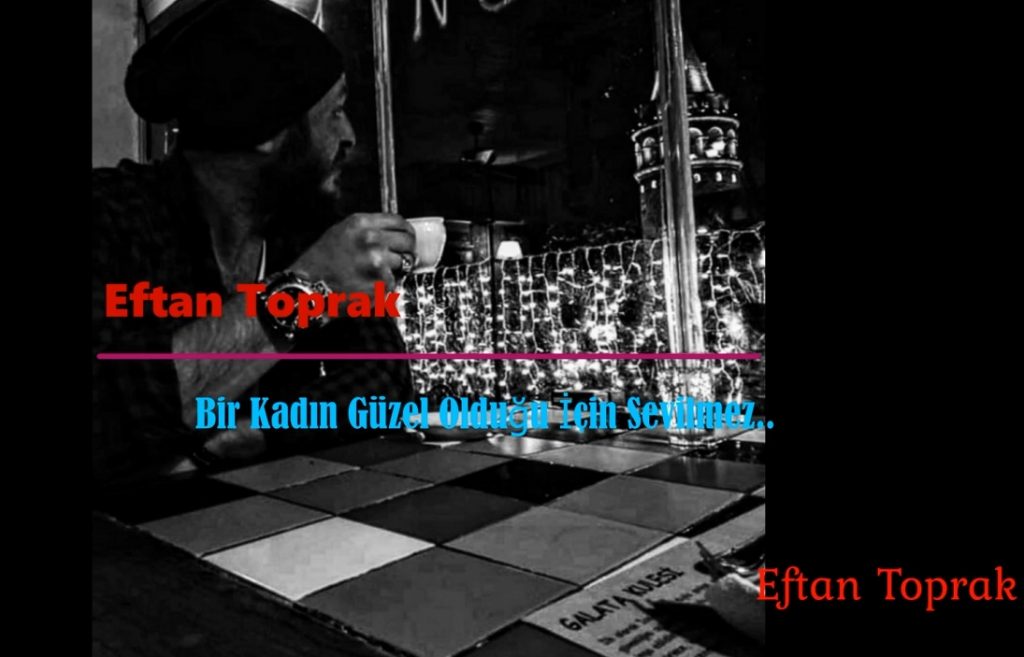 Eftan Toprak
Bir Kadın Güzel Olduğu İçin Sevilmez..
Eftan Toprak
GALATA KULESİ